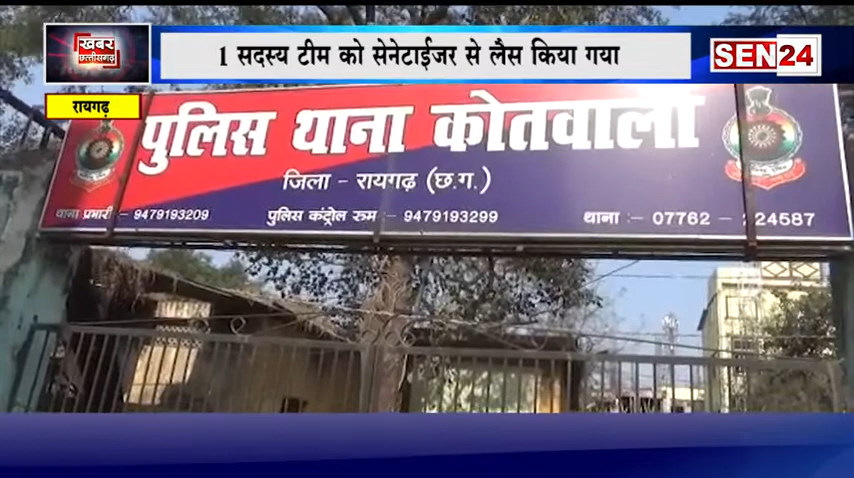 खबर
छत्तीसगढ़
1 सदस्य टीम को सेनेटाईजर से लैस किया गया
SEN24
रायगढ़
पुलिस थाना कोतवाली
जिला - रायगढ़ (छ.ग.)
थाना प्रभारी :- 9479193209
पुलिस कंट्रोल रूम :- 9479193299
थाना :- 07762 - 224587